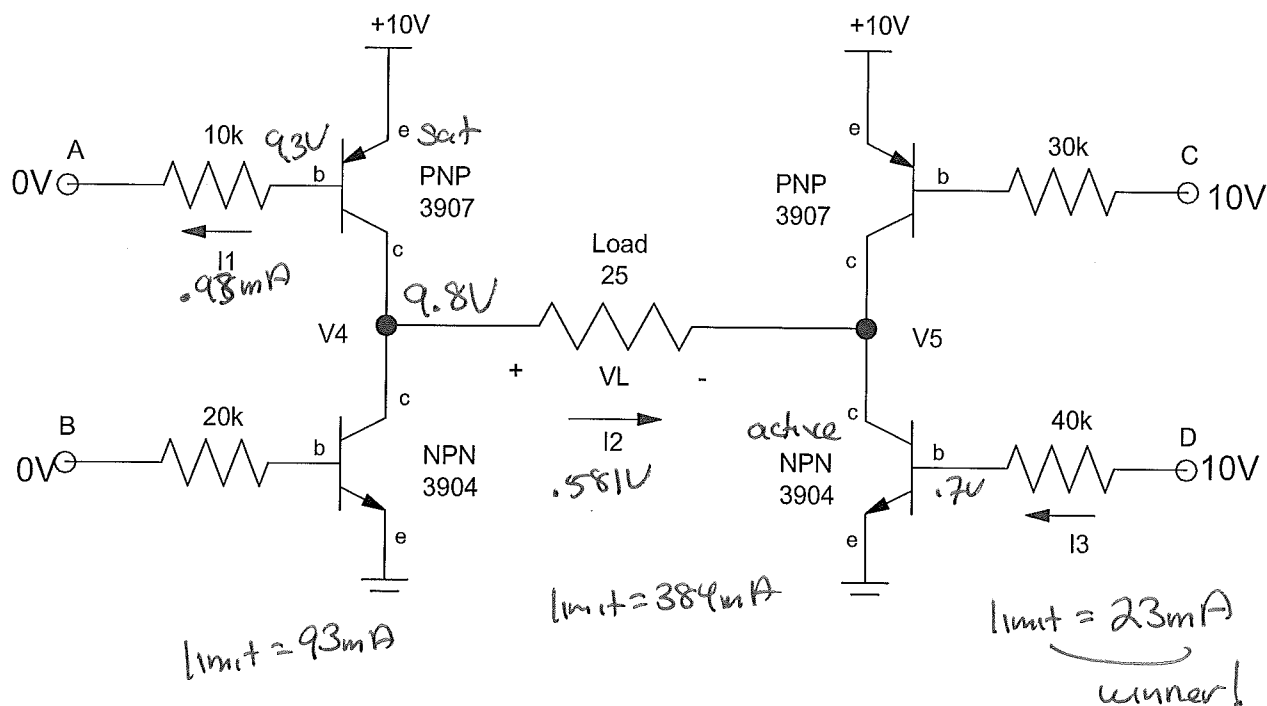 +10V
+10V
A
10k
9.3V
e
sat
e
C
30k
0V
b
PNP
3907
PNP
3907
b
10V
I1
.98mA
c
Load
25
c
9.8V
V4
+
VL
-
V5
B
20k
c
c
40k
D
I2
.581V
active
0V
b
NPN
3904
NPN
3904
b
.7V
10V
I3
e
e
limit = 93mA
limit = 384mA
limit = 23mA
winner!